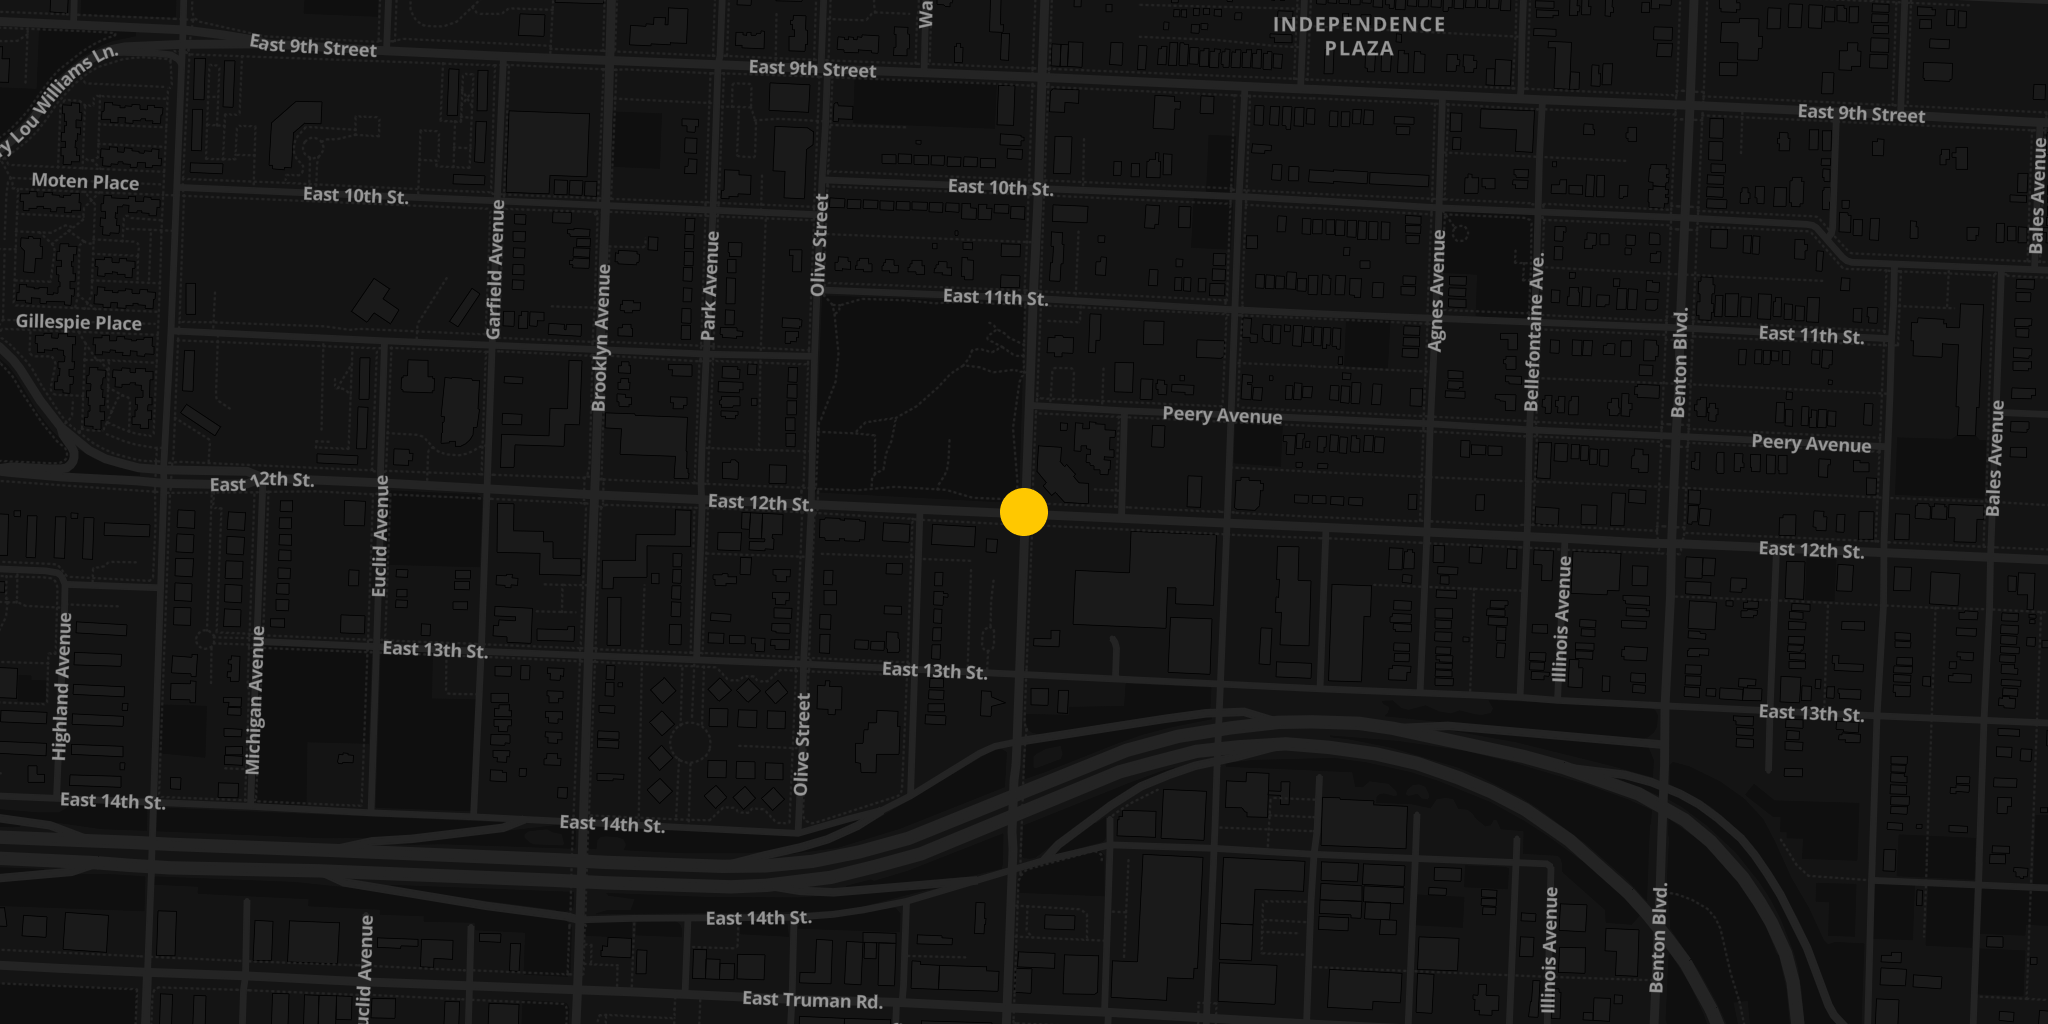 Wa
INDEPENDENCE
PLAZA
East 9th Street
East 9th Street
East 9th Street
ry Lou Williams Ln.
Moten Place
East 10th St.
East 10th St.
Bales Avenue
Garfield Avenue
Brooklyn Avenue
Park Avenue
Olive Street
East 11th St.
Agnes Avenue
Bellefontaine Ave.
Benton Blvd.
East 11th St.
Gillespie Place
Peery Avenue
Peery Avenue
Bales Avenue
East 12th St.
Euclid Avenue
East 12th St.
East 12th St.
Illinois Avenue
Highland Avenue
Michigan Avenue
East 13th St.
East 13th St.
Olive Street
East 13th St.
East 14th St.
East 14th St.
East 14th St.
Euclid Avenue
Illinois Avenue
Benton Blvd.
East Truman Rd.